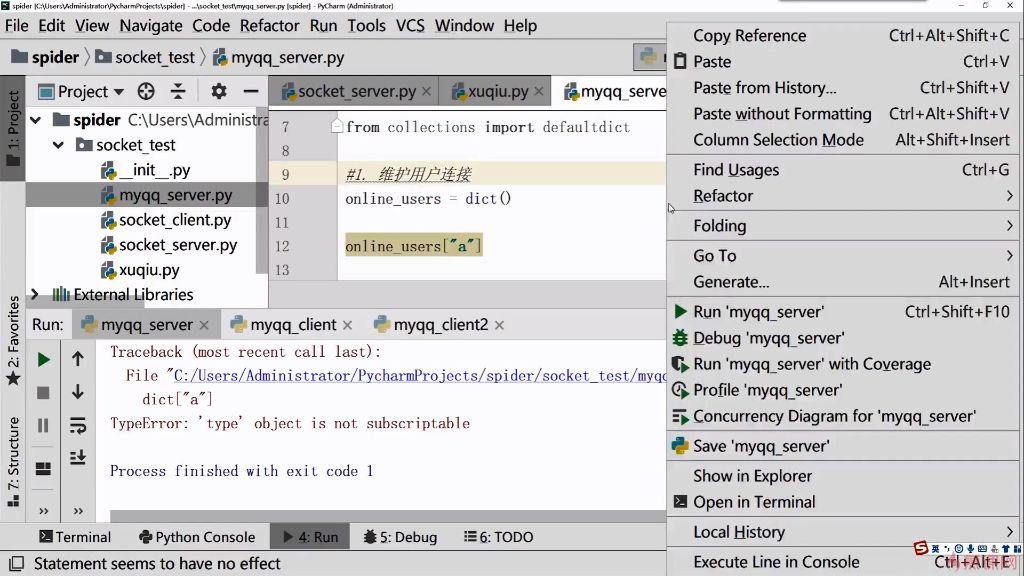 spider [C:\Users\Administrator\PycharmProjects\spider] - ...\socket_test\myqq_server.py [spider] - PyCharm (Administrator)
File Edit View Navigate Code Refactor Run Tools VCS Window Help
spider socket_test myqq_server.py
Project
socket_server.py xuqiu.py myqq_serve
1: Project
spider C:\Users\Administra
socket_test
__init__.py
myqq_server.py
socket_client.py
socket_server.py
xuqiu.py
External Libraries
7 from collections import defaultdict
8
9 #1. 维护用户连接
10 online_users = dict()
11
12 online_users["a"]
13
Run: myqq_server myqq_client myqq_client2
2: Favorites
7: Structure
Traceback (most recent call last):
File "C:/Users/Administrator/PycharmProjects/spider/socket_test/myqq
dict["a"]
TypeError: 'type' object is not subscriptable
Process finished with exit code 1
Terminal Python Console 4: Run 5: Debug 6: TODO
Statement seems to have no effect
Copy Reference Ctrl+Alt+Shift+C
Paste Ctrl+V
Paste from History... Ctrl+Shift+V
Paste without Formatting Ctrl+Alt+Shift+V
Column Selection Mode Alt+Shift+Insert
Find Usages Ctrl+G
Refactor
Folding
Go To
Generate... Alt+Insert
Run 'myqq_server' Ctrl+Shift+F10
Debug 'myqq_server'
Run 'myqq_server' with Coverage
Profile 'myqq_server'
Concurrency Diagram for 'myqq_server'
Save 'myqq_server'
Show in Explorer
Open in Terminal
Local History
Execute Line in Console Ctrl+Alt+E
英